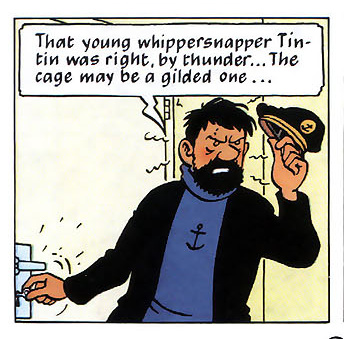 That young whippersnapper Tin-
tin was right, by thunder... The
cage may be a gilded one...